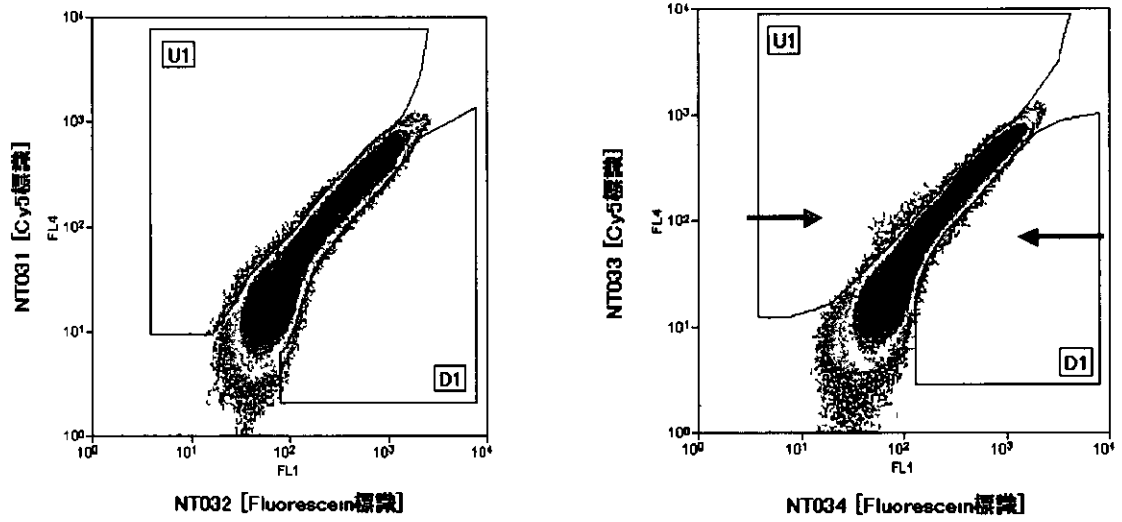 10⁴
U1
10³
NT031 [Cy5標識]
FL4
10²
10¹
D1
10⁰
10⁰ 10¹ 10² 10³ 10⁴
FL1
NT032 [Fluorescein標識]
10⁴
U1
10³
NT033 [Cy5標識]
FL4
10²
10¹
D1
10⁰
10⁰ 10¹ 10² 10³ 10⁴
FL1
NT034 [Fluorescein標識]